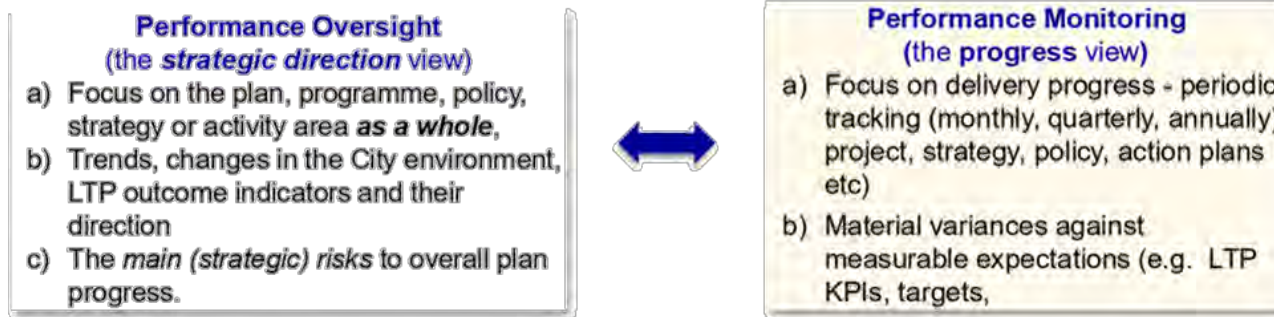 Performance Oversight
(the strategic direction view)
a) Focus on the plan, programme, policy,
strategy or activity area as a whole,
b) Trends, changes in the City environment,
LTP outcome indicators and their
direction
c) The main (strategic) risks to overall plan
progress.
Performance Monitoring
(the progress view)
a) Focus on delivery progress - periodic
tracking (monthly, quarterly, annually)
project, strategy, policy, action plans
etc)
b) Material variances against
measurable expectations (e.g. LTP
KPIs, targets,